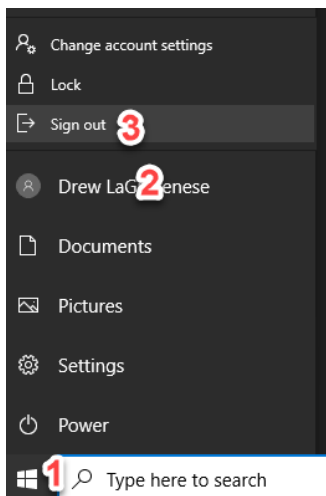 Change account settings
Lock
Sign out 3
Drew 2
Documents
Pictures
Settings
Power
1 Type here to search